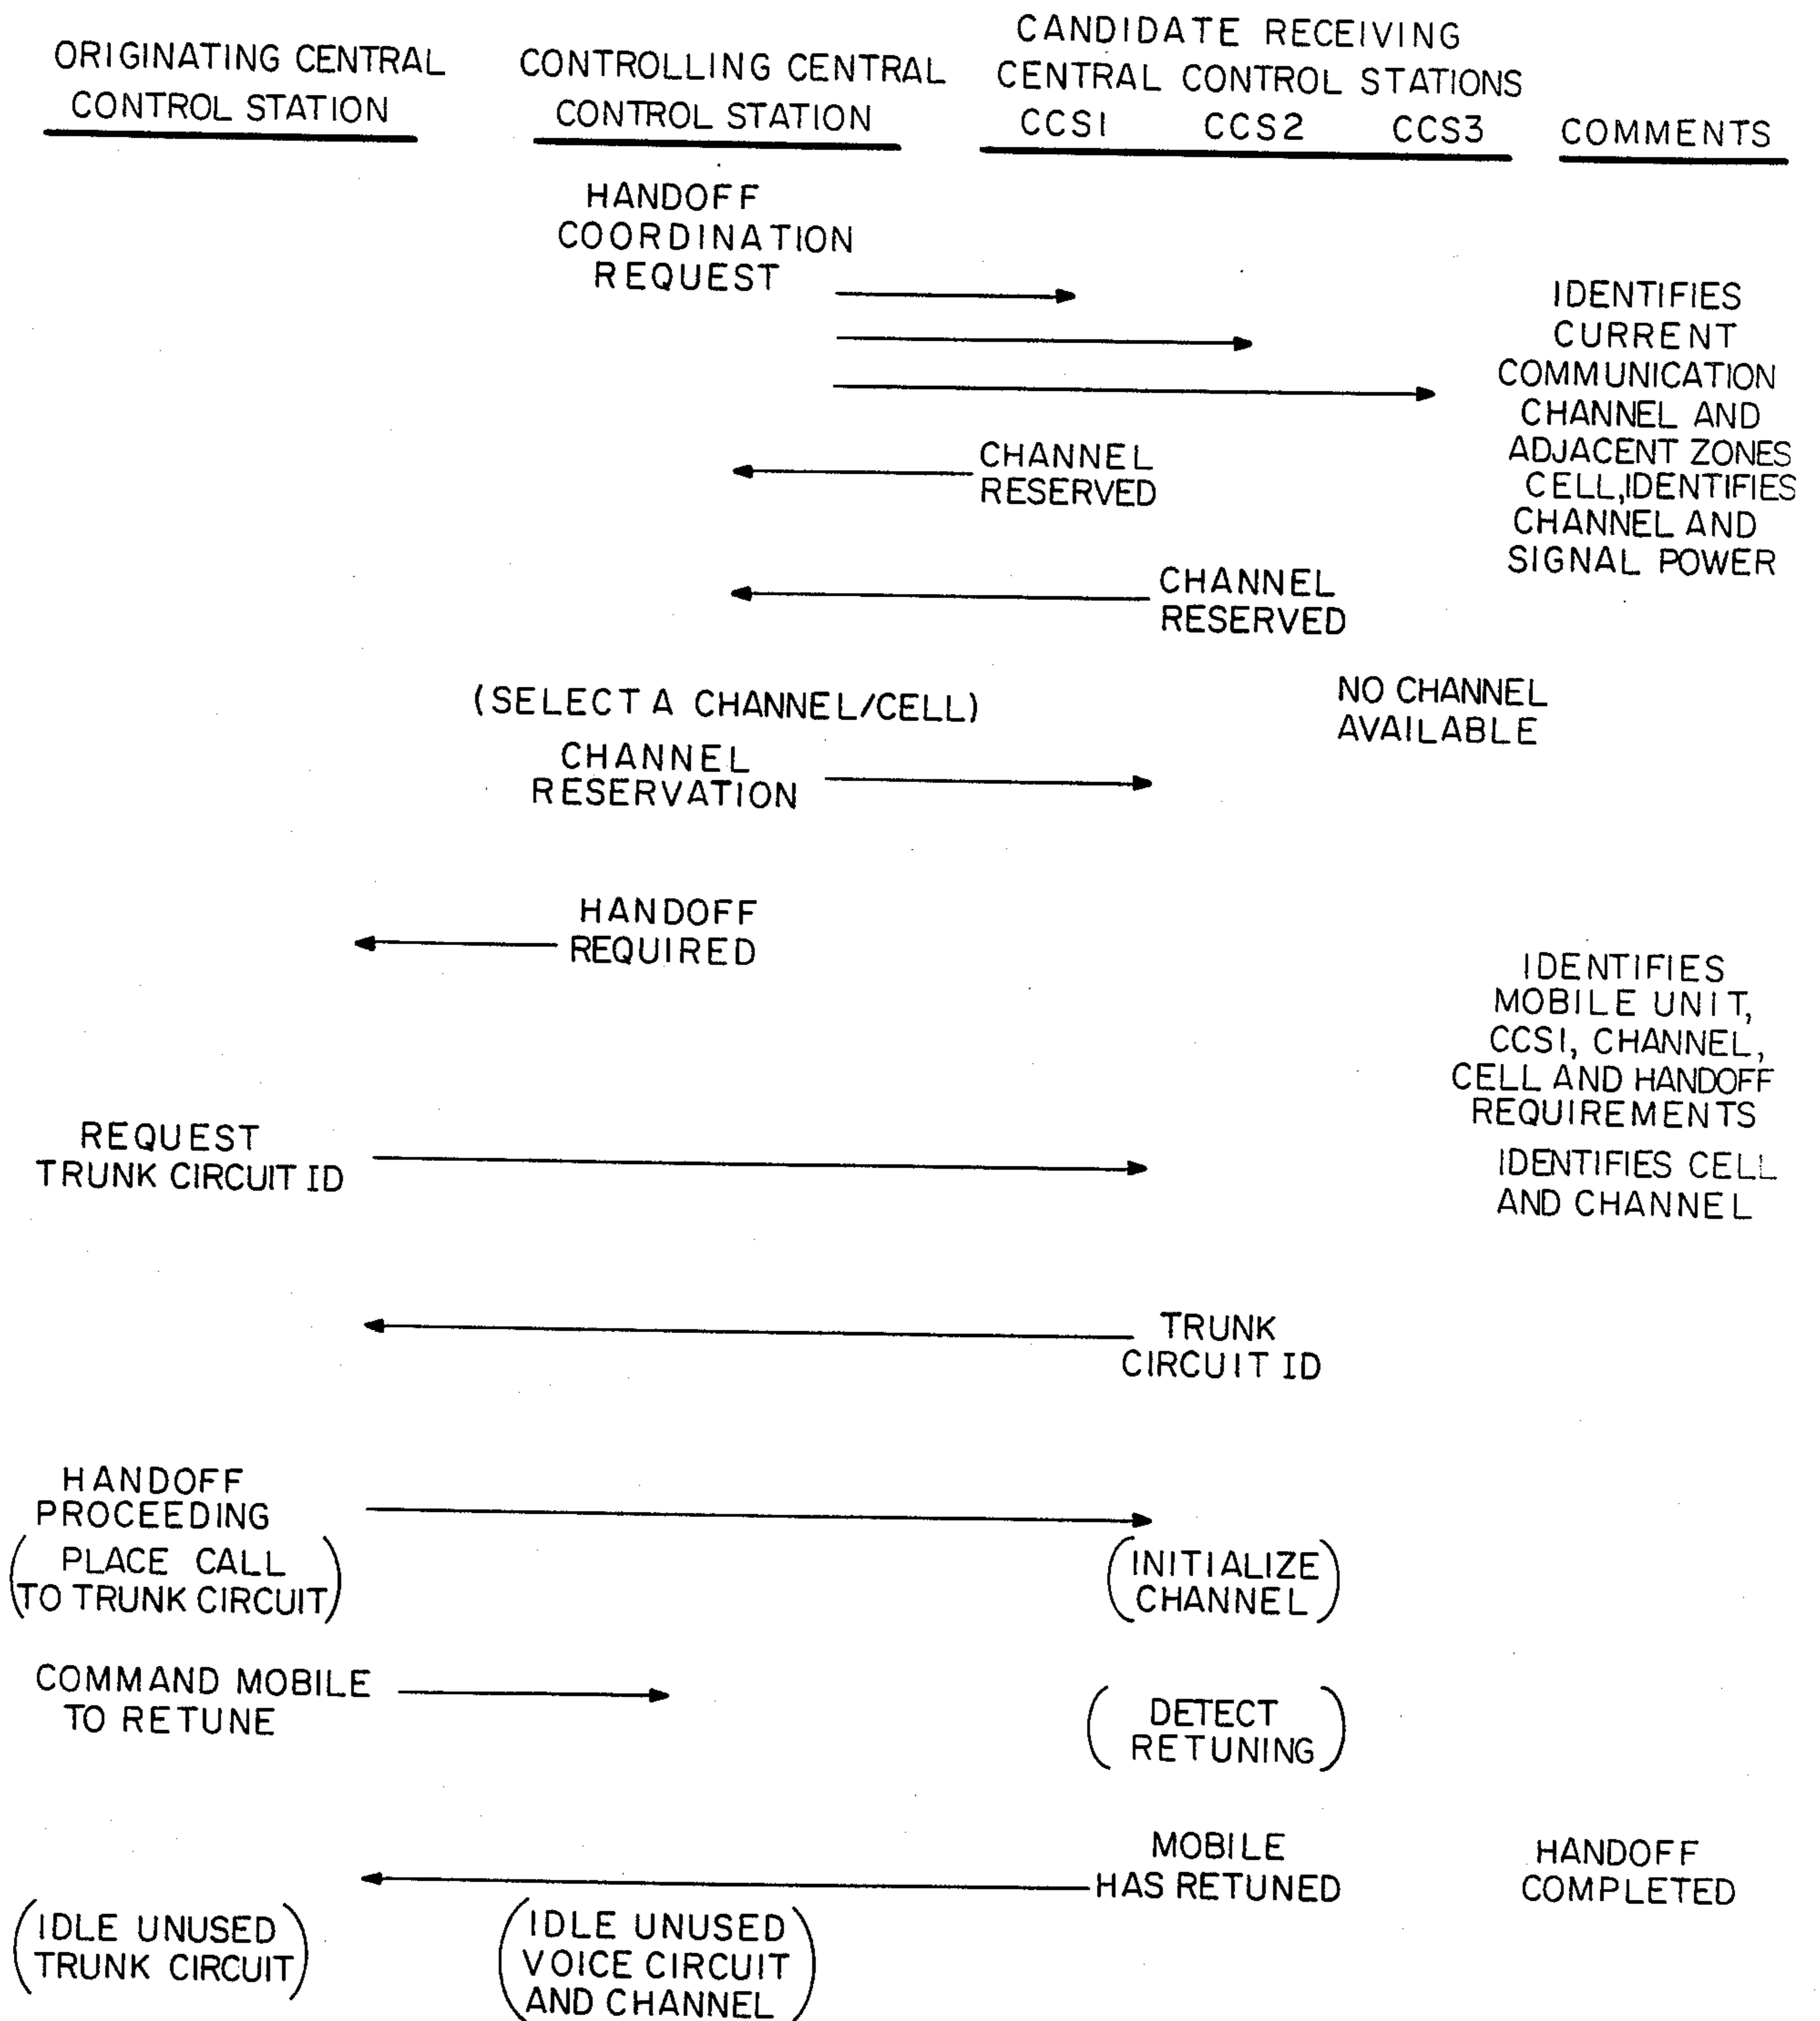 ORIGINATING CENTRAL
CONTROL STATION
CONTROLLING CENTRAL
CONTROL STATION
CANDIDATE RECEIVING
CENTRAL CONTROL STATIONS
CCS1 CCS2 CCS3
COMMENTS
HANDOFF
COORDINATION
REQUEST
IDENTIFIES
CURRENT
COMMUNICATION
CHANNEL AND
ADJACENT ZONES
CELL, IDENTIFIES
CHANNEL AND
SIGNAL POWER
CHANNEL
RESERVED
CHANNEL
RESERVED
NO CHANNEL
AVAILABLE
(SELECT A CHANNEL/CELL)
CHANNEL
RESERVATION
HANDOFF
REQUIRED
IDENTIFIES
MOBILE UNIT,
CCS1, CHANNEL,
CELL AND HANDOFF
REQUIREMENTS
REQUEST
TRUNK CIRCUIT ID
IDENTIFIES CELL
AND CHANNEL
TRUNK
CIRCUIT ID
HANDOFF
PROCEEDING
(PLACE CALL
TO TRUNK CIRCUIT)
(INITIALIZE
CHANNEL)
COMMAND MOBILE
TO RETUNE
(DETECT
RETUNING)
MOBILE
HAS RETUNED
HANDOFF
COMPLETED
(IDLE UNUSED
TRUNK CIRCUIT)
(IDLE UNUSED
VOICE CIRCUIT
AND CHANNEL)